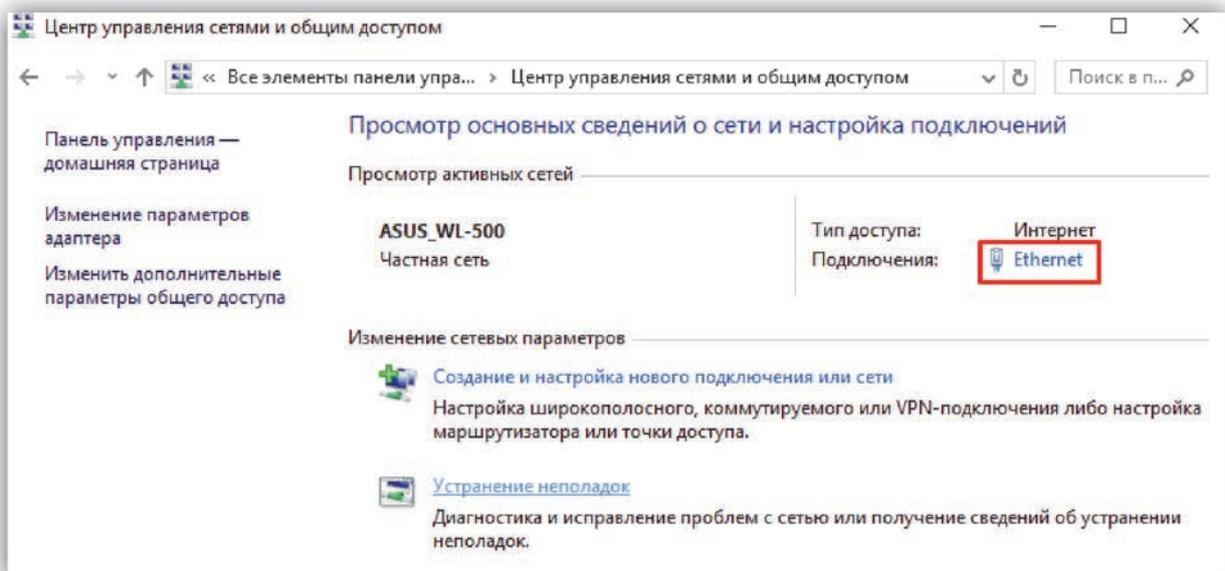 Центр управления сетями и общим доступом
« Все элементы панели упра... › Центр управления сетями и общим доступом
Поиск в п...
Панель управления —
домашняя страница
Изменение параметров
адаптера
Изменить дополнительные
параметры общего доступа
Просмотр основных сведений о сети и настройка подключений
Просмотр активных сетей
ASUS_WL-500
Частная сеть
Тип доступа: Интернет
Подключения: Ethernet
Изменение сетевых параметров
Создание и настройка нового подключения или сети
Настройка широкополосного, коммутируемого или VPN-подключения либо настройка
маршрутизатора или точки доступа.
Устранение неполадок
Диагностика и исправление проблем с сетью или получение сведений об устранении
неполадок.